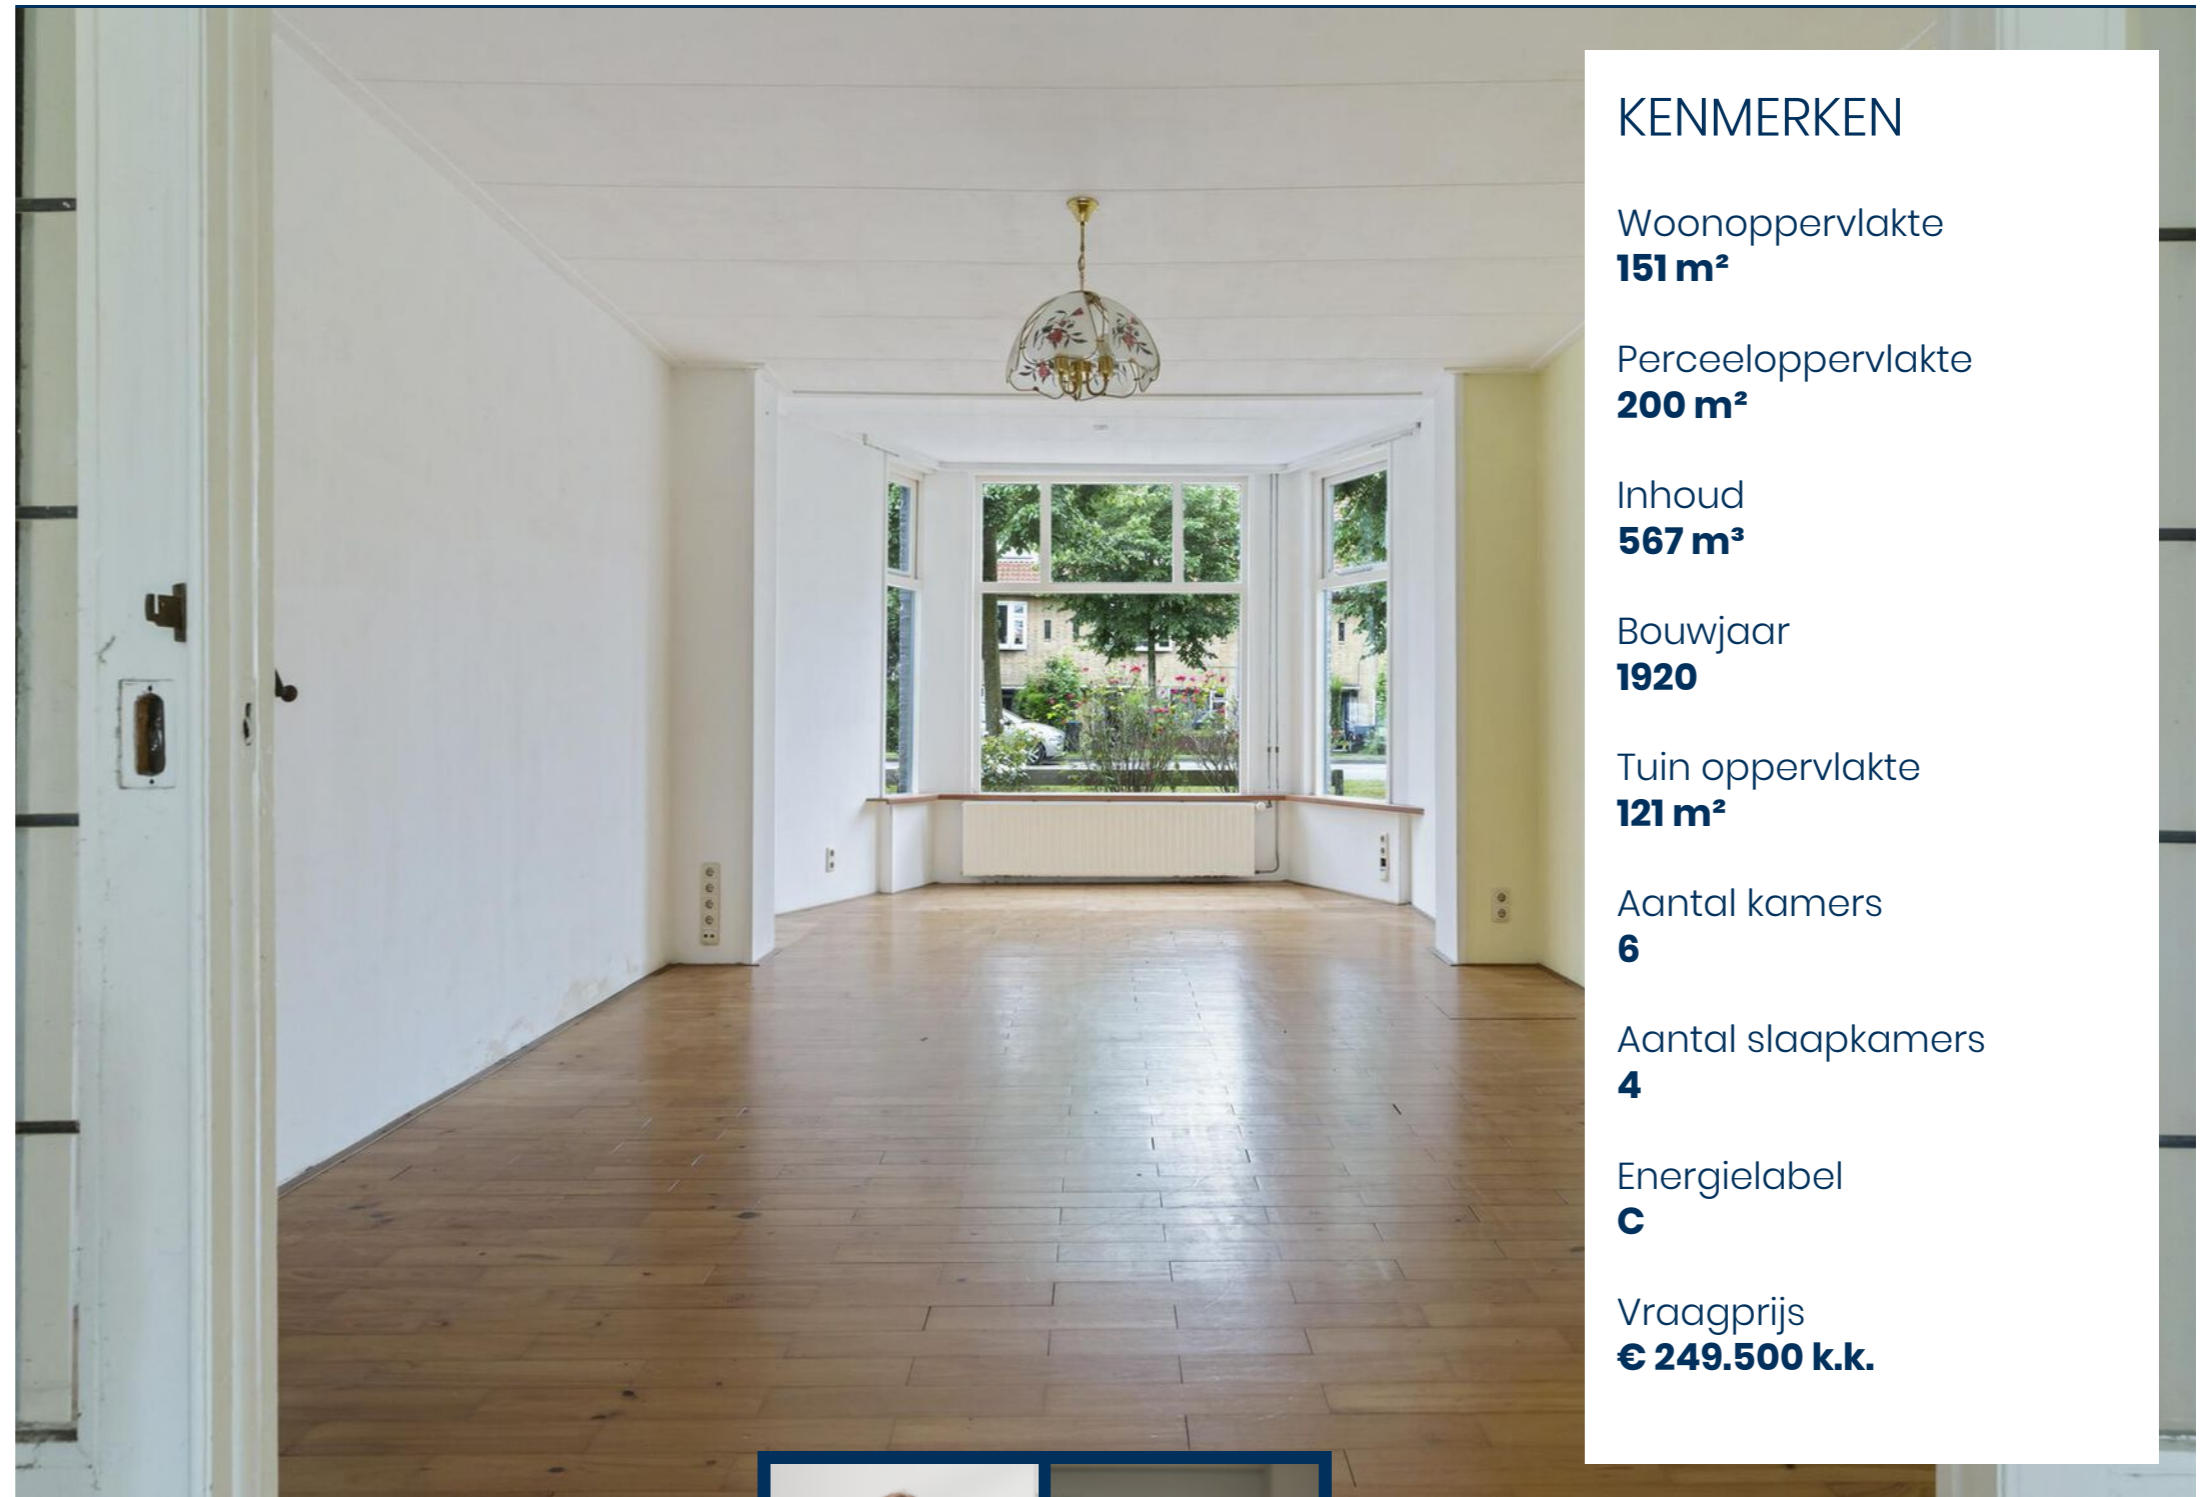 KENMERKEN
Woonoppervlakte
151 m²
Perceeloppervlakte
200 m²
Inhoud
567 m³
Bouwjaar
1920
Tuin oppervlakte
121 m²
Aantal kamers
6
Aantal slaapkamers
4
Energielabel
C
Vraagprijs
€ 249.500 k.k.